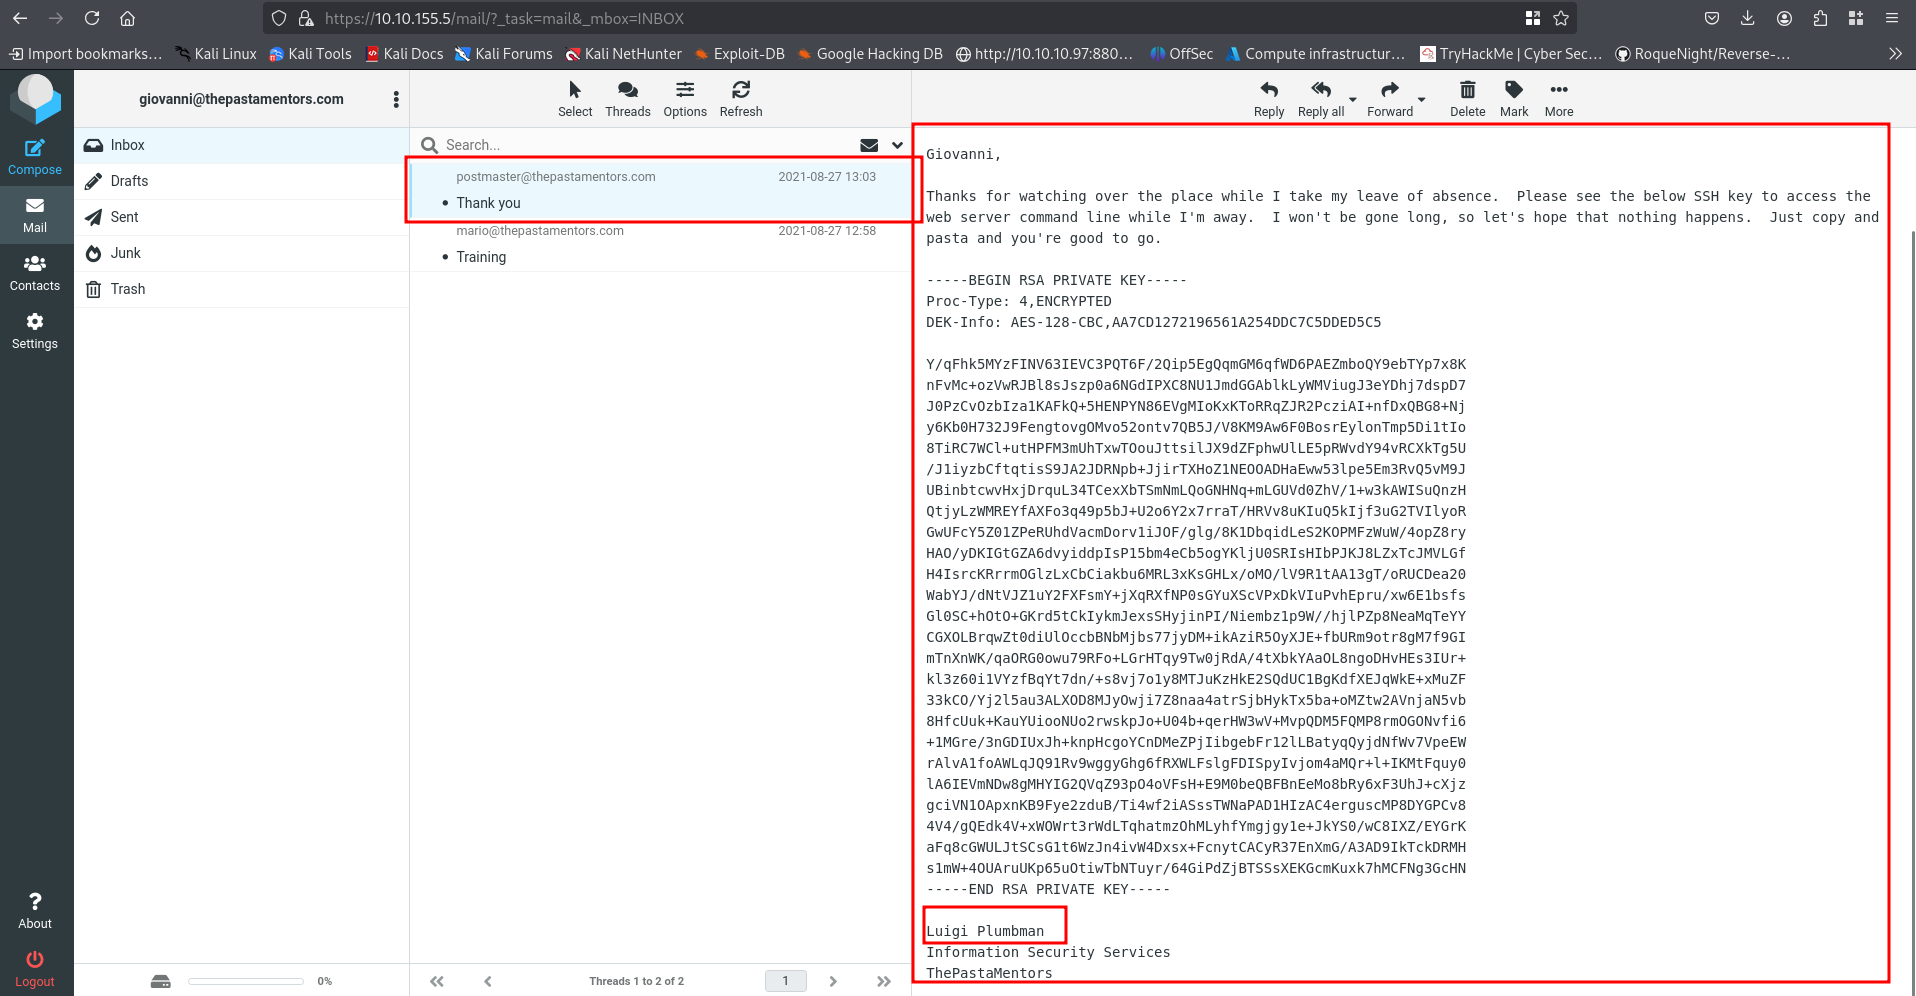 https://10.10.155.5/mail/?_task=mail&_mbox=INBOX
Import bookmarks... Kali Linux Kali Tools Kali Docs Kali Forums Kali NetHunter Exploit-DB Google Hacking DB http://10.10.10.97:880... OffSec Compute infrastructur... TryHackMe | Cyber Sec... RoqueNight/Reverse-...
giovanni@thepastamentors.com
Select Threads Options Refresh
Reply Reply all Forward Delete Mark More
Compose
Mail
Contacts
Settings
About
Logout
Inbox
Drafts
Sent
Junk
Trash
0%
Search...
postmaster@thepastamentors.com 2021-08-27 13:03
• Thank you
mario@thepastamentors.com 2021-08-27 12:58
• Training
Threads 1 to 2 of 2 1
Giovanni,
Thanks for watching over the place while I take my leave of absence. Please see the below SSH key to access the
web server command line while I'm away. I won't be gone long, so let's hope that nothing happens. Just copy and
pasta and you're good to go.
-----BEGIN RSA PRIVATE KEY-----
Proc-Type: 4,ENCRYPTED
DEK-Info: AES-128-CBC,AA7CD1272196561A254DDC7C5DDED5C5
Y/qFhk5MYzFINV63IEVC3PQT6F/2Qip5EgQqmGM6qfWD6PAEZmboQY9ebTYp7x8K
nFvMc+ozVwRJBl8sJszp0a6NGdIPXC8NU1JmdGGAblkLyWMViugJ3eYDhj7dspD7
J0PzCvOzbIza1KAFkQ+5HENPYN86EVgMIoKxKToRRqZJR2PcziAI+nfDxQBG8+Nj
y6Kb0H732J9FengtovgOMvo52ontv7QB5J/V8KM9Aw6F0BosrEylonTmp5Di1tIo
8TiRC7WCl+utHPFM3mUhTxwTOouJttsilJX9dZFphwUlLE5pRWvdY94vRCXkTg5U
/J1iyzbCftqtisS9JA2JDRNpb+JjirTXHoZ1NEOOADHaEww53lpe5Em3RvQ5vM9J
UBinbtcwvHxjDrquL34TCexXbTSmNmLQoGNHNq+mLGUVd0ZhV/1+w3kAWISuQnzH
QtjyLzWMREYfAXFo3q49p5bJ+U2o6Y2x7rraT/HRVv8uKIuQ5kIjf3uG2TVIlyoR
GwUFcY5Z01ZPeRUhdVacmDorv1iJOF/glg/8K1DbqidLeS2KOPMFzWuW/4opZ8ry
HAO/yDKIGtGZA6dvyiddpIsP15bm4eCb5ogYKljU0SRIsHIbPJKJ8LZxTcJMVLGf
H4IsrcKRrrmOGlzLxCbCiakbu6MRL3xKsGHLx/oMO/lV9R1tAA13gT/oRUCDea20
WabYJ/dNtVJZ1uY2FXFsmY+jXqRXfNP0sGYuXScVPxDkVIuPvhEpru/xw6E1bsfs
Gl0SC+hOtO+GKrd5tCkIykmJexsSHyjinPI/Niembz1p9W//hjlPZp8NeaMqTeYY
CGXOLBrqwZt0diUlOccbBNbMjbs77jyDM+ikAziR5OyXJE+fbURm9otr8gM7f9GI
mTnXnWK/qaORG0owu79RFo+LGrHTqy9Tw0jRdA/4tXbkYAaOL8ngoDHvHEs3IUr+
kl3z60i1VYzfBqYt7dn/+s8vj7o1y8MTJuKzHkE2SQdUC1BgKdfXEJqWkE+xMuZF
33kCO/Yj2l5au3ALXOD8MJyOwji7Z8naa4atrSjbHykTx5ba+oMZtw2AVnjaN5vb
8HfcUuk+KauYUiooNUo2rwskpJo+U04b+qerHW3wV+MvpQDM5FQMP8rmOGONvfi6
+1MGre/3nGDIUxJh+knpHcgoYCnDMeZPjIibgebFr12lLBatyqQyjdNfWv7VpeEW
rAlvA1foAWLqJQ91Rv9wggyGhg6fRXWLFslgFDISpyIvjom4aMQr+l+IKMtFquy0
lA6IEVmNDw8gMHYIG2QVqZ93pO4oVFsH+E9M0beQBFBnEeMo8bRy6xF3UhJ+cXjz
gciVN1OApxnKB9Fye2zduB/Ti4wf2iASssTWNaPAD1HIzAC4erguscMP8DYGPCv8
4V4/gQEdk4V+xWOWrt3rWdLTqhatmzOhMLyhfYmgjgy1e+JkYS0/wC8IXZ/EYGrK
aFq8cGWULJtSCsG1t6WzJn4ivW4Dxsx+FcnytCACyR37EnXmG/A3AD9IkTckDRMH
s1mW+4OUAruUKp65uOtiwTbNTuyr/64GiPdZjBTSSsXEKGcmKuxk7hMCFNg3GcHN
-----END RSA PRIVATE KEY-----
Luigi Plumbman
Information Security Services
ThePastaMentors